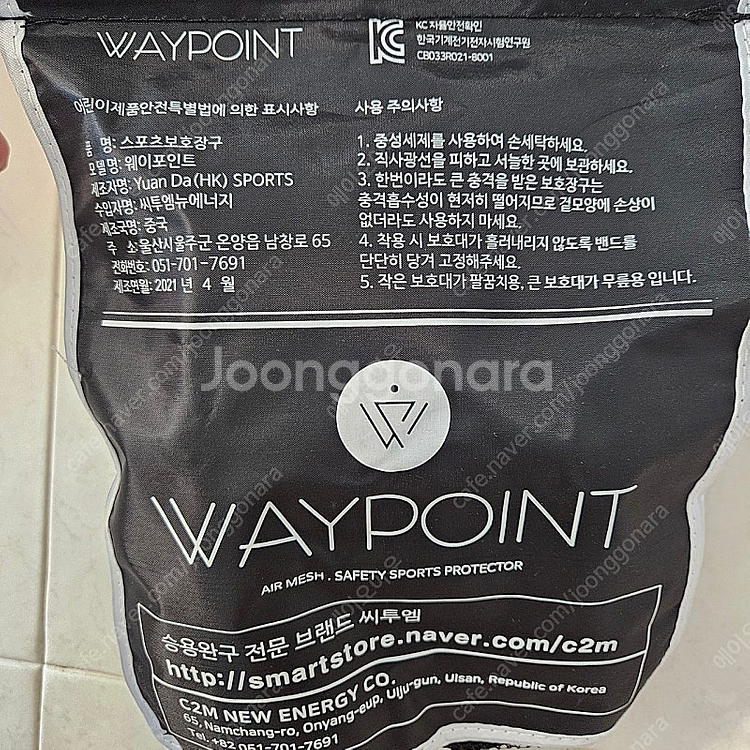 WAYPOINT
KC 자율안전확인
한국기계전기전자시험연구원
CB033R021-8001
어린이제품안전특별법에 의한 표시사항
품 명: 스포츠보호장구
모델명: 웨이포인트
제조자명: Yuan Da(HK) SPORTS
수입자명: 씨투엠뉴에너지
제조국명: 중국
주 소: 울산시울주군 온양읍 남창로 65
전화번호: 051-701-7691
제조연월: 2021 년 4 월
사용 주의사항
1. 중성세제를 사용하여 손세탁하세요.
2. 직사광선을 피하고 서늘한 곳에 보관하세요.
3. 한번이라도 큰 충격을 받은 보호장구는
충격흡수성이 현저히 떨어지므로 겉모양에 손상이
없더라도 사용하지 마세요.
4. 착용 시 보호대가 흘러내리지 않도록 밴드를
단단히 당겨 고정해주세요.
5. 작은 보호대가 팔꿈치용, 큰 보호대가 무릎용 입니다.
Joonggonara
WAYPOINT
AIR MESH . SAFETY SPORTS PROTECTOR
승용완구 전문 브랜드 씨투엠
http://smartstore.naver.com/c2m
C2M NEW ENERGY CO.
65, Namchang-ro, Onyang-eup, Ulju-gun, Ulsan, Republic of Korea
Tel. +82 051-701-7691
cafe.naver.com/joonggonara